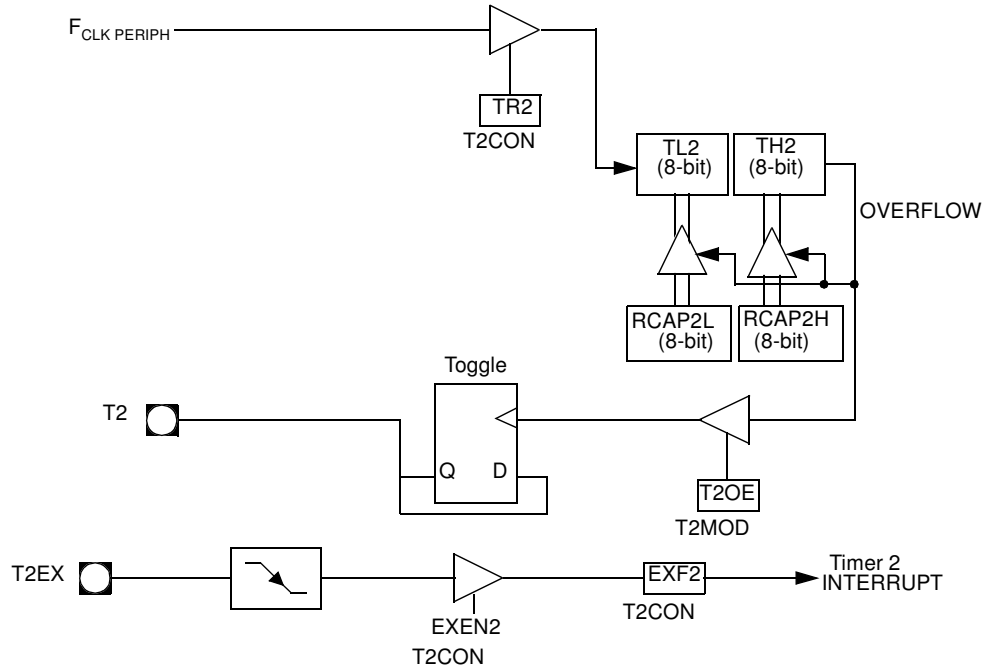 FCLK PERIPH
TR2
T2CON
TL2
(8-bit)
TH2
(8-bit)
OVERFLOW
RCAP2L
(8-bit)
RCAP2H
(8-bit)
Toggle
T2
Q
D
T2OE
T2MOD
T2EX
EXEN2
T2CON
EXF2
T2CON
Timer 2
INTERRUPT